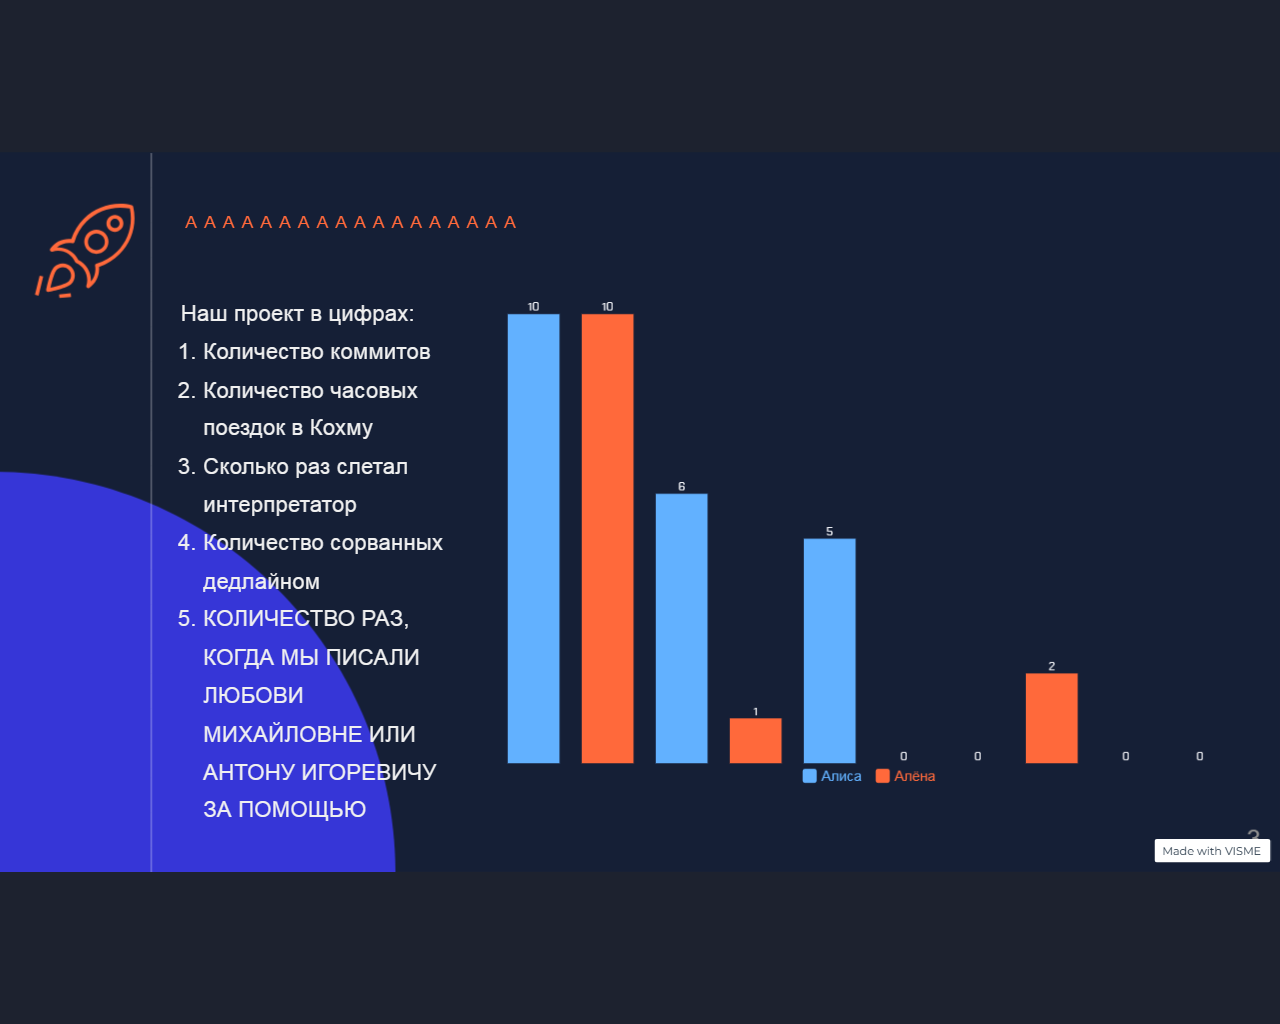 А А А А А А А А А А А А А А А А А А
Наш проект в цифрах:
1. Количество коммитов
2. Количество часовых
поездок в Кохму
3. Сколько раз слетал
интерпретатор
4. Количество сорванных
дедлайном
5. КОЛИЧЕСТВО РАЗ,
КОГДА МЫ ПИСАЛИ
ЛЮБОВИ
МИХАЙЛОВНЕ ИЛИ
АНТОНУ ИГОРЕВИЧУ
ЗА ПОМОЩЬЮ
10 10
6
1
5
0 0
2
0 0
Алиса Алёна
3
Made with VISME